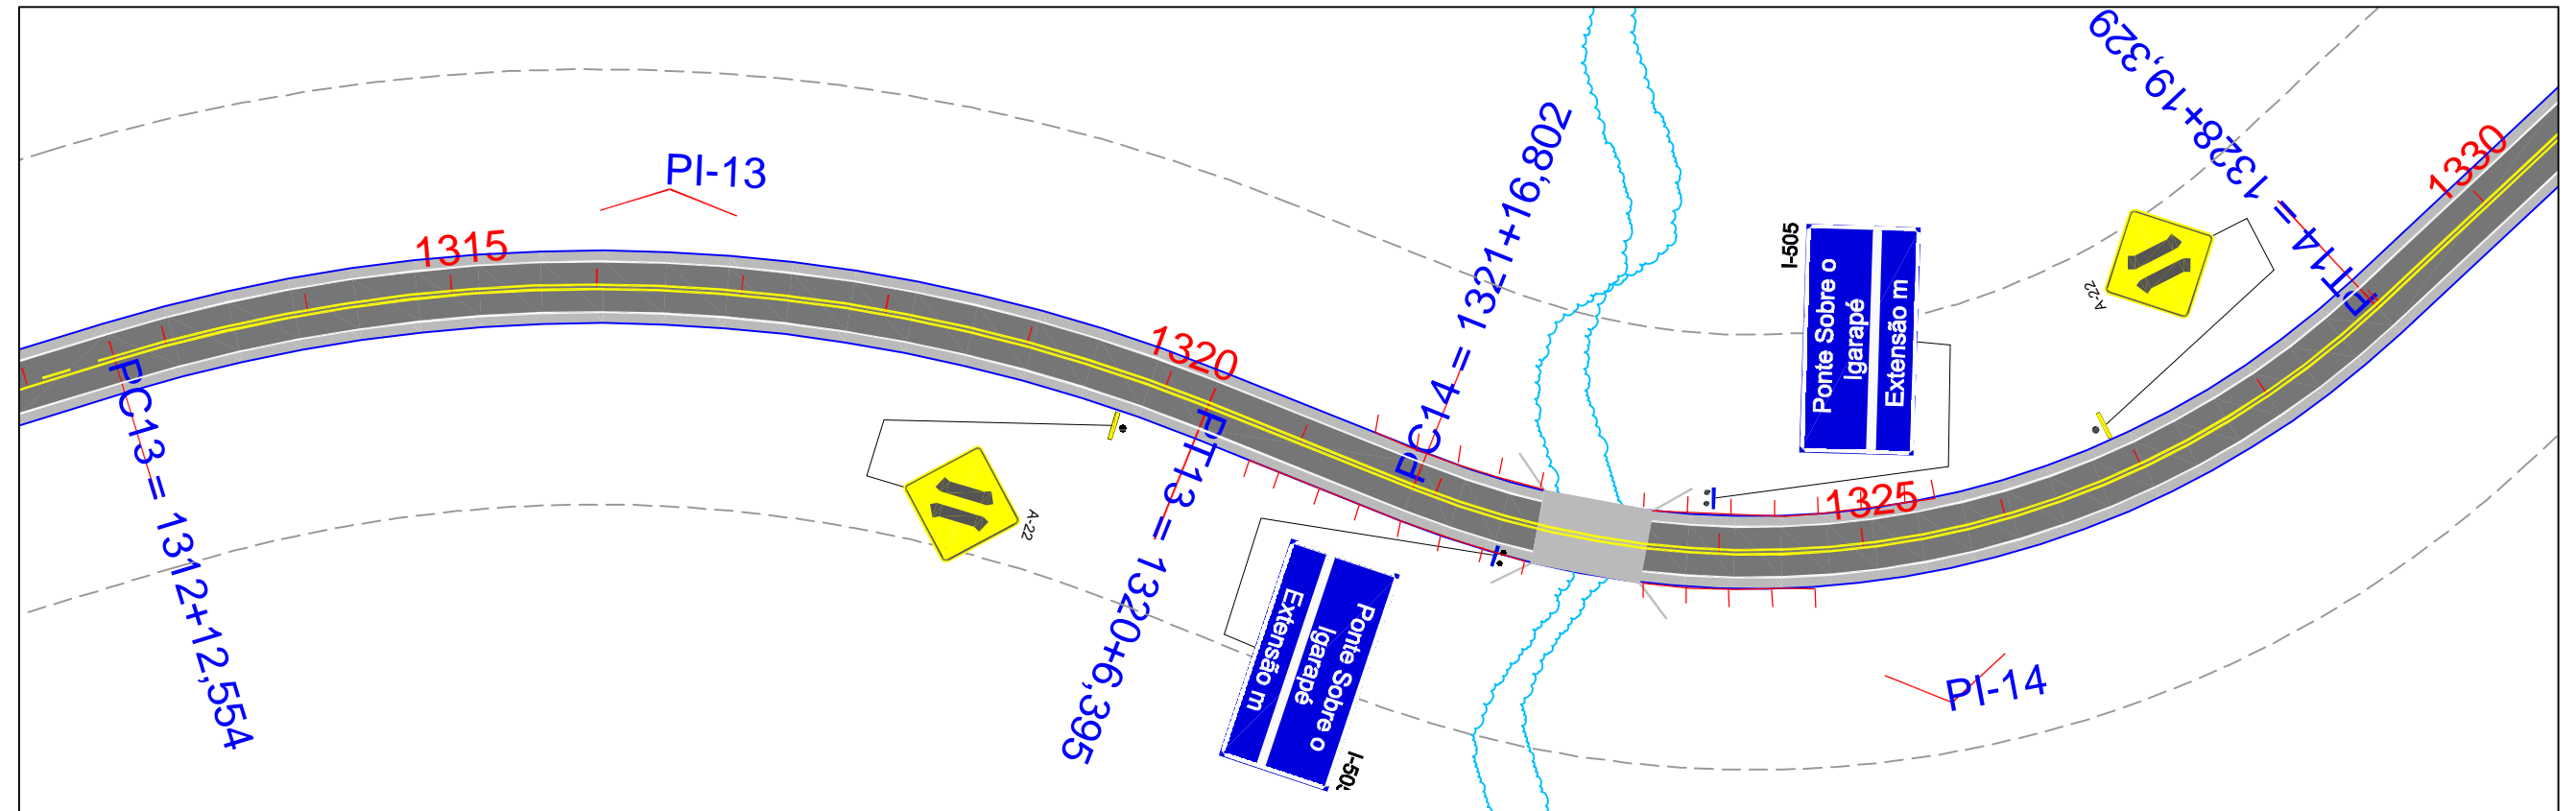 PI-13
1315
PC13 = 1312+12,554
1320
PT13 = 1320+6,395
A-22
PC14 = 1321+16,802
Ponte Sobre o
Igarapé
Extensão m
I-505
Ponte Sobre o
Igarapé
Extensão m
1325
PI-14
A-22
PT14 = 1328+19,329
1330